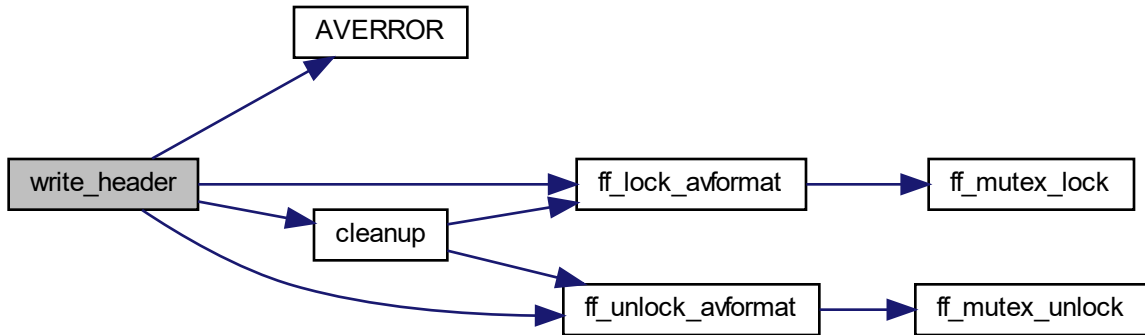 AVERROR
write_header
ff_lock_avformat
ff_mutex_lock
cleanup
ff_unlock_avformat
ff_mutex_unlock